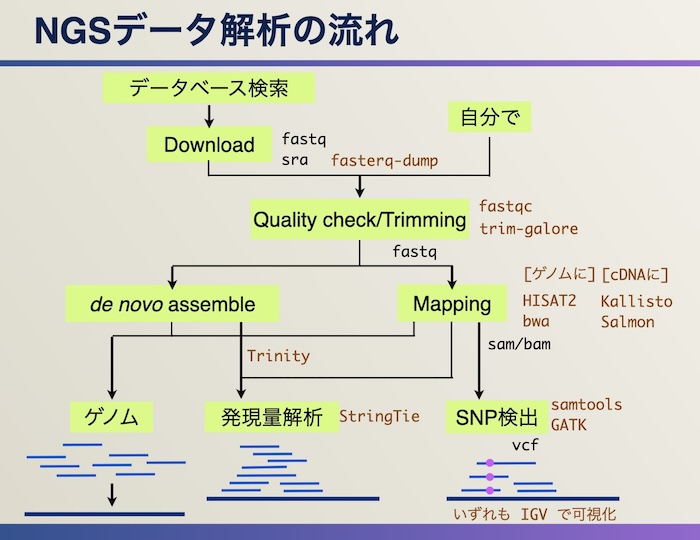 NGSデータ解析の流れ
データベース検索
自分で
Download
fastq
sra
fasterq-dump
Quality check/Trimming
fastqc
trim-galore
fastq
[ゲノムに] [cDNAに]
de novo assemble
Mapping
HISAT2 Kallisto
bwa Salmon
sam/bam
Trinity
ゲノム
発現量解析
StringTie
SNP検出
samtools
GATK
vcf
いずれも IGV で可視化